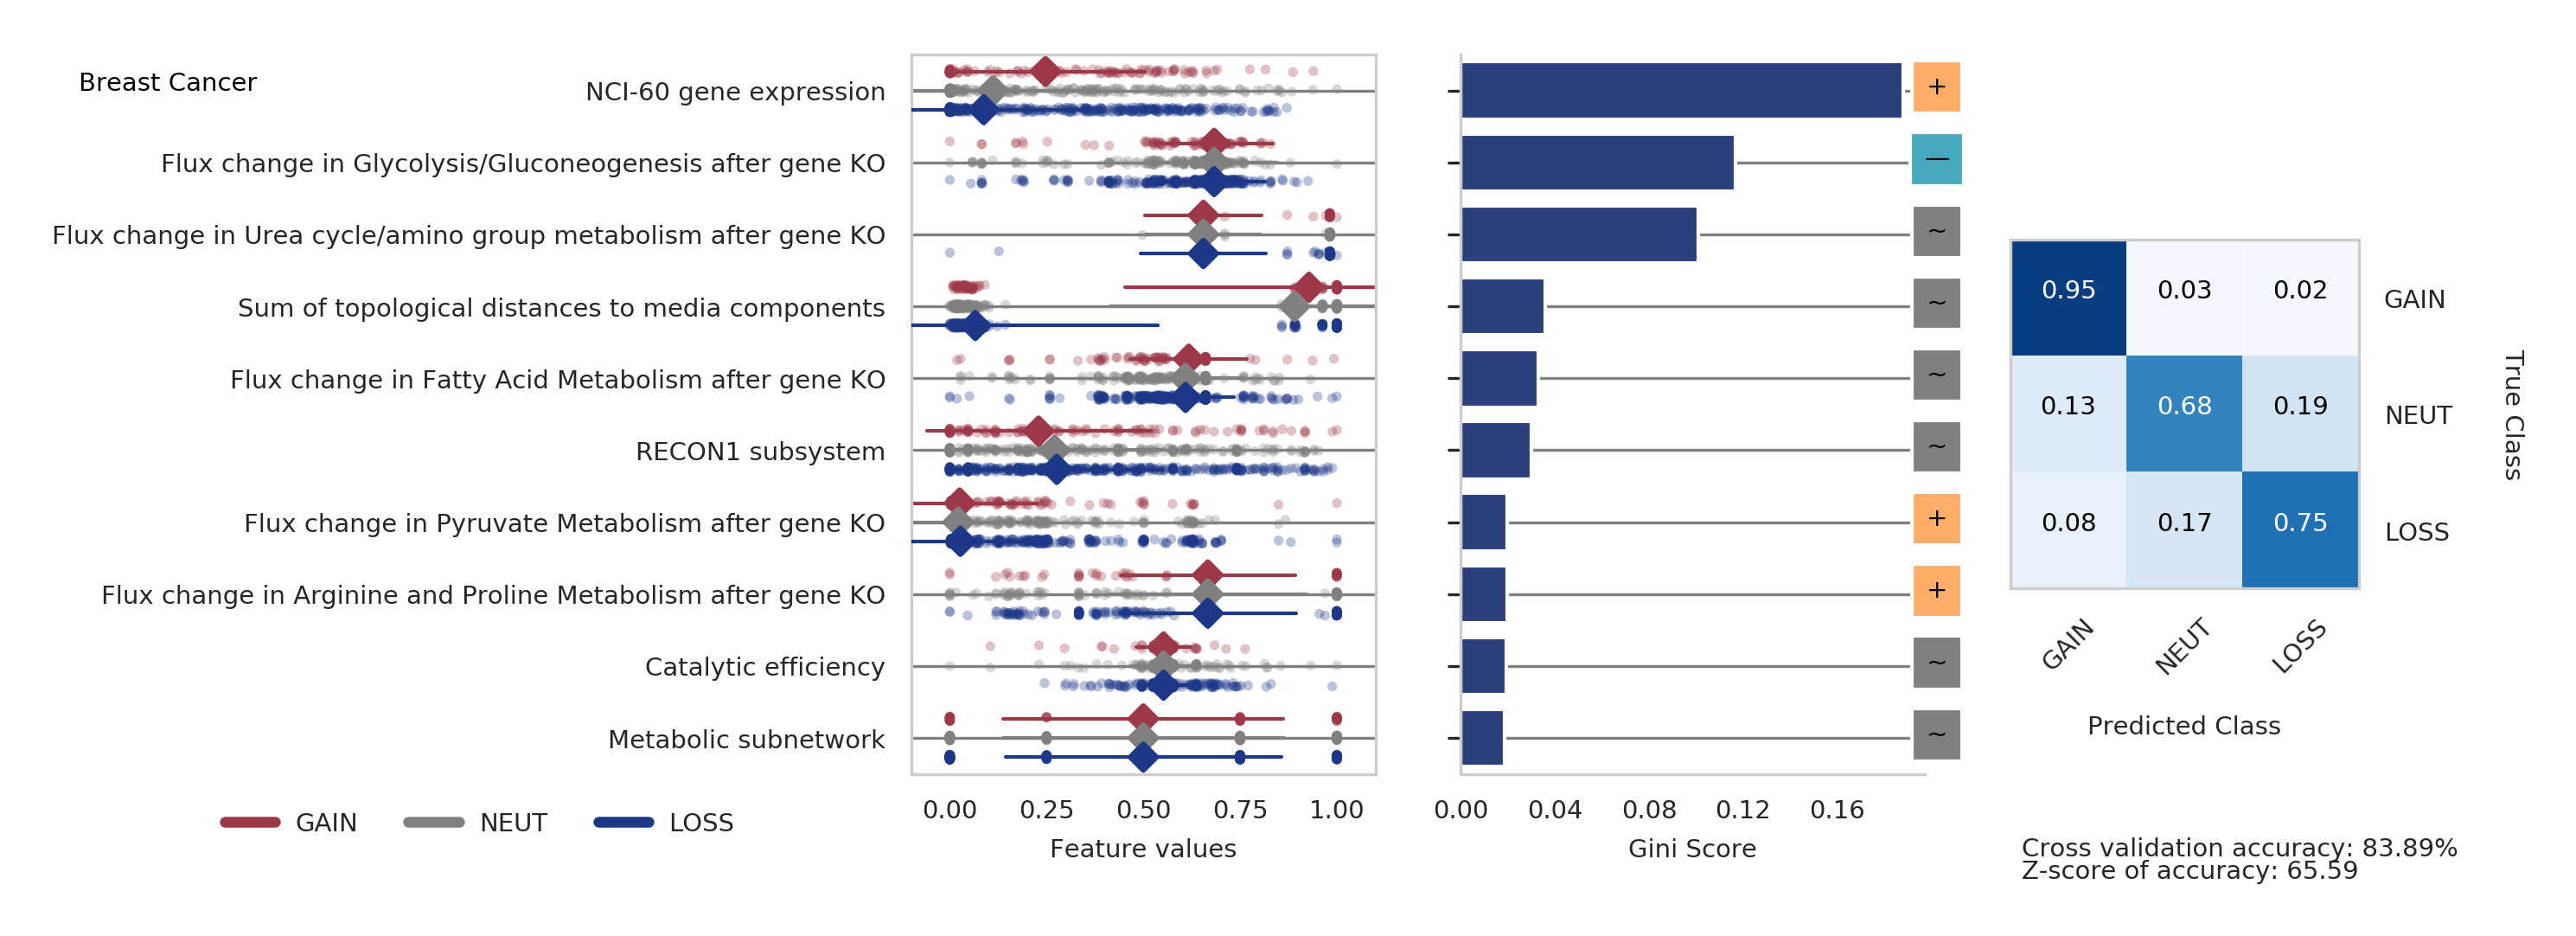 Breast Cancer
NCI-60 gene expression
Flux change in Glycolysis/Gluconeogenesis after gene KO
Flux change in Urea cycle/amino group metabolism after gene KO
Sum of topological distances to media components
Flux change in Fatty Acid Metabolism after gene KO
RECON1 subsystem
Flux change in Pyruvate Metabolism after gene KO
Flux change in Arginine and Proline Metabolism after gene KO
Catalytic efficiency
Metabolic subnetwork
GAIN NEUT LOSS
0.00 0.25 0.50 0.75 1.00
Feature values
+
—
~
~
~
~
+
+
~
~
0.00 0.04 0.08 0.12 0.16
Gini Score
0.95 0.03 0.02 GAIN
0.13 0.68 0.19 NEUT
0.08 0.17 0.75 LOSS
True Class
GAIN NEUT LOSS
Predicted Class
Cross validation accuracy: 83.89%
Z-score of accuracy: 65.59